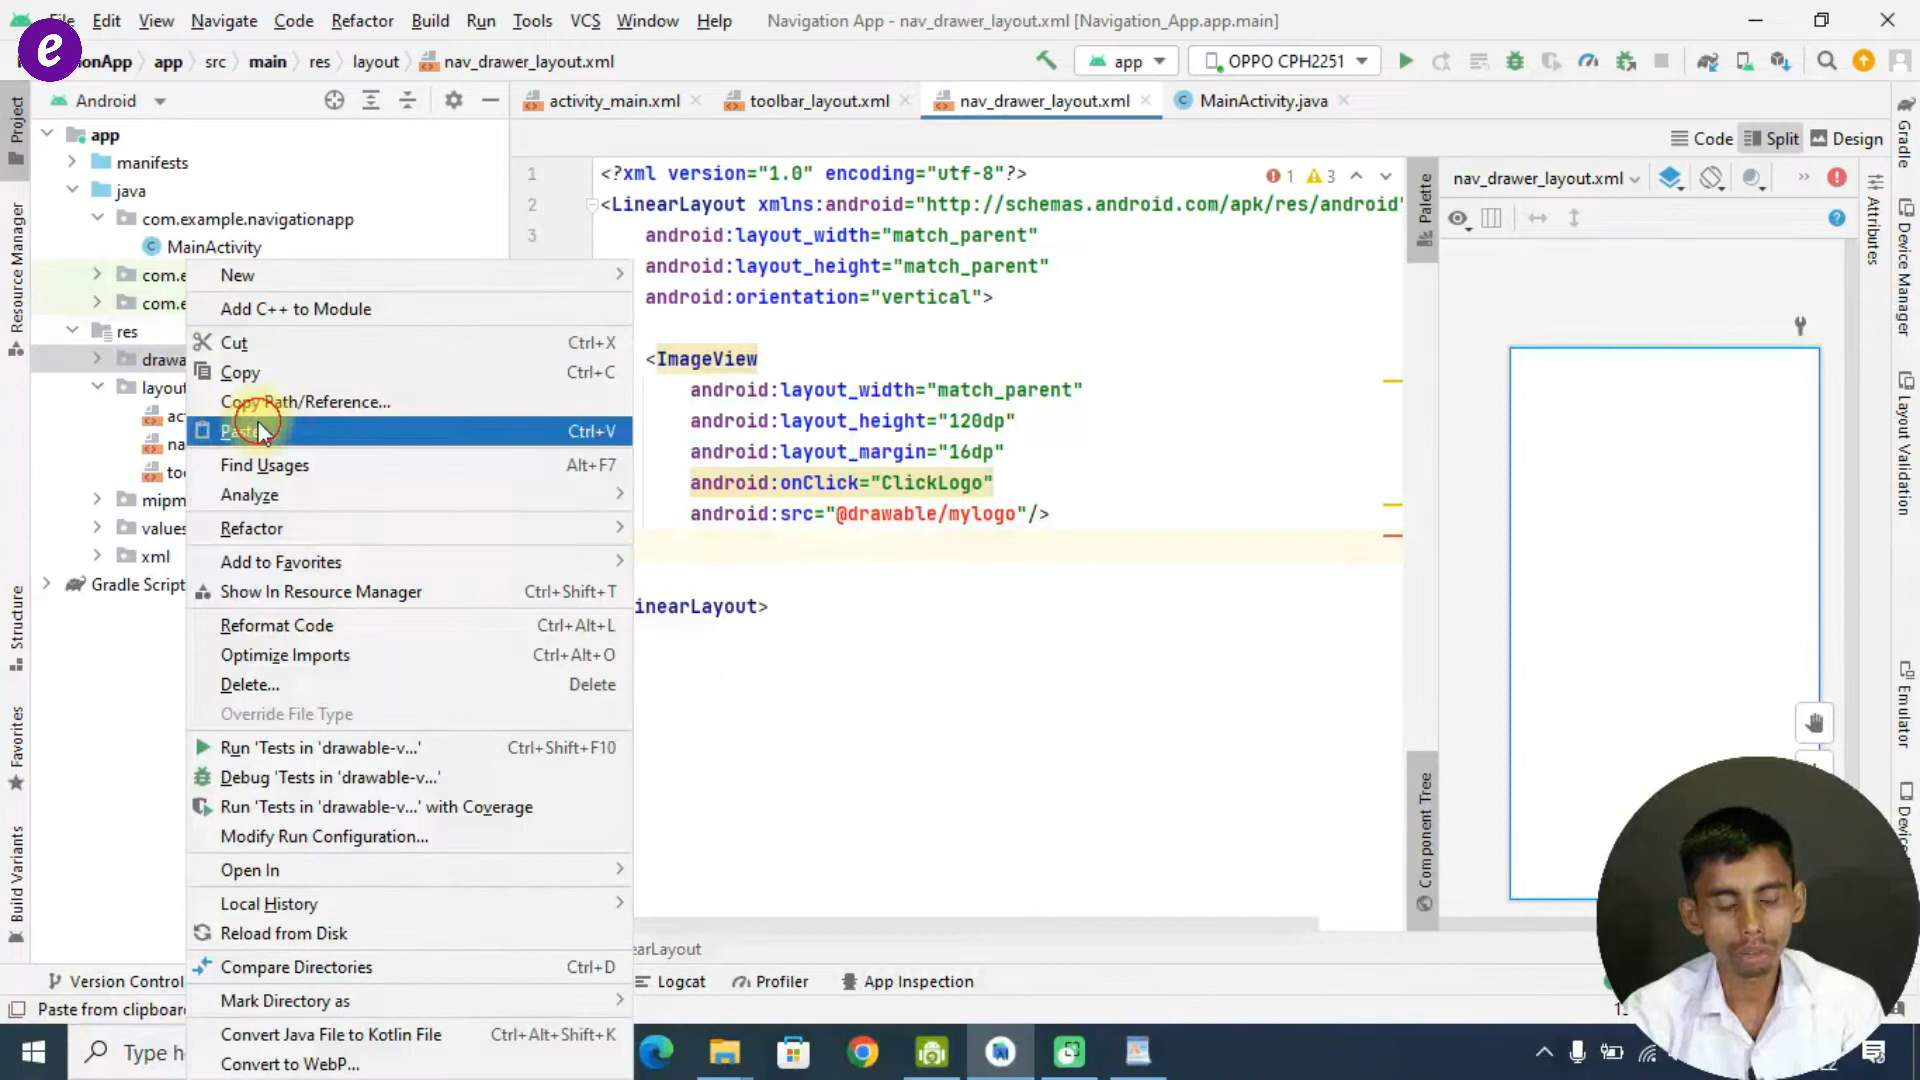 e
File Edit View Navigate Code Refactor Build Run Tools VCS Window Help Navigation App - nav_drawer_layout.xml [Navigation_App.app.main]
onApp app src main res layout nav_drawer_layout.xml app OPPO CPH2251
Android activity_main.xml toolbar_layout.xml nav_drawer_layout.xml MainActivity.java
Code Split Design
app
manifests
java
com.example.navigationapp
MainActivity
com.e
com.e
res
drawa
layout
act
na
too
mipm
values
xml
Gradle Script
New
Add C++ to Module
Cut Ctrl+X
Copy Ctrl+C
Copy Path/Reference...
Paste Ctrl+V
Find Usages Alt+F7
Analyze
Refactor
Add to Favorites
Show In Resource Manager Ctrl+Shift+T
Reformat Code Ctrl+Alt+L
Optimize Imports Ctrl+Alt+O
Delete... Delete
Override File Type
Run 'Tests in 'drawable-v...' Ctrl+Shift+F10
Debug 'Tests in 'drawable-v...'
Run 'Tests in 'drawable-v...' with Coverage
Modify Run Configuration...
Open In
Local History
Reload from Disk
Compare Directories Ctrl+D
Mark Directory as
Convert Java File to Kotlin File Ctrl+Alt+Shift+K
Convert to WebP...
1 <?xml version="1.0" encoding="utf-8"?> 1 3
2 <LinearLayout xmlns:android="http://schemas.android.com/apk/res/android"
3 android:layout_width="match_parent"
android:layout_height="match_parent"
android:orientation="vertical">
<ImageView
android:layout_width="match_parent"
android:layout_height="120dp"
android:layout_margin="16dp"
android:onClick="ClickLogo"
android:src="@drawable/mylogo"/>
inearLayout>
earLayout
nav_drawer_layout.xml
Project
Resource Manager
Structure
Favorites
Build Variants
Palette
Component Tree
Attributes
Gradle
Device Manager
Layout Validation
Emulator
Version Control Logcat Profiler App Inspection
Paste from clipboard
Type h